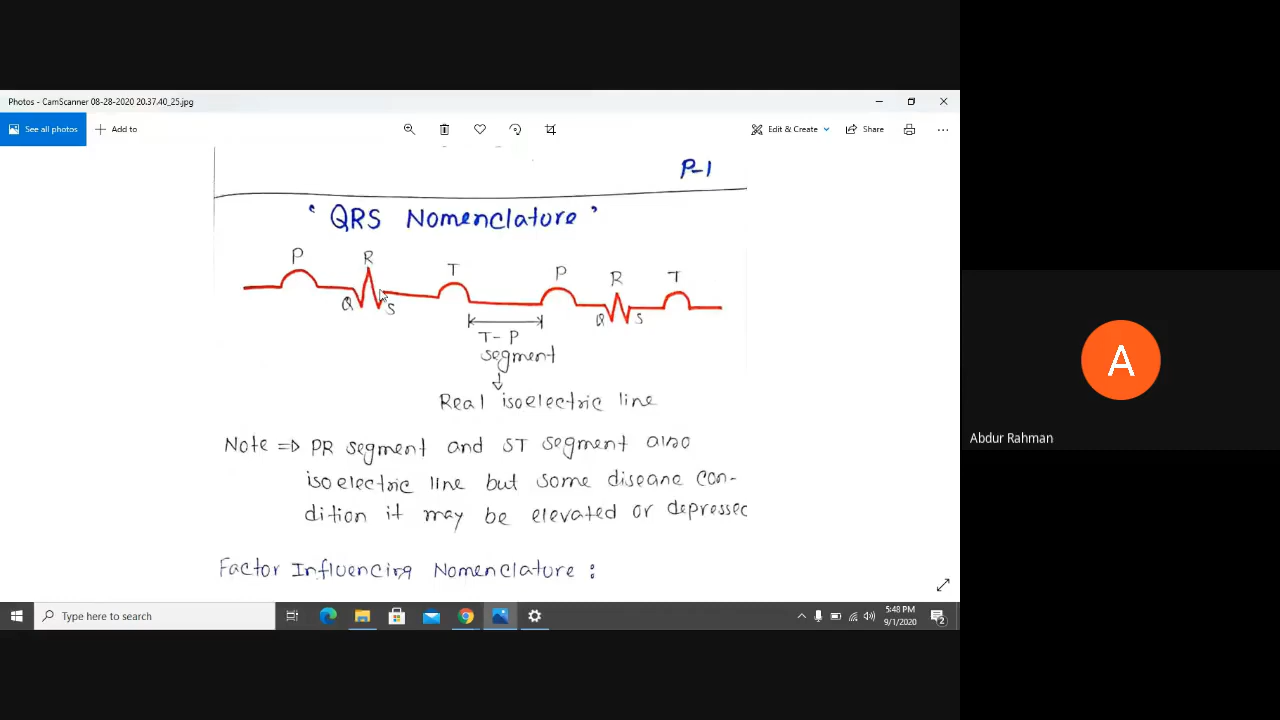 Photos - CamScanner 08-28-2020 20.37.40_25.jpg
See all photos
Add to
Edit & Create
Share
P-1
‘ QRS Nomenclature ’
P R T P R T
Q S Q S
T- P
segment
Real isoelectric line
Note ⇒ PR segment and ST segment also
isoelectric line but some disease con-
dition it may be elevated or depressed
Factor Influencing Nomenclature :
A
Abdur Rahman
Type here to search
5:48 PM
9/1/2020
2